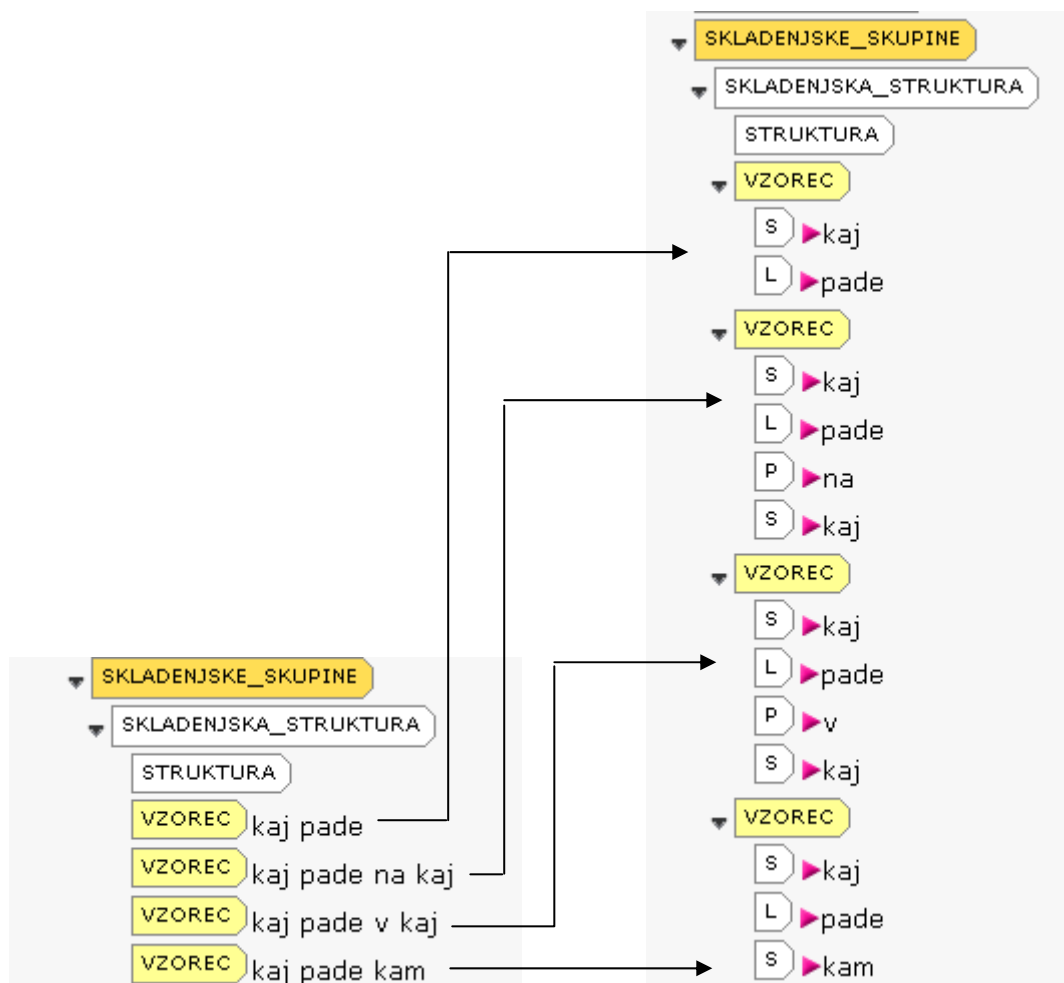 SKLADENJSKE_SKUPINE
SKLADENJSKA_STRUKTURA
STRUKTURA
VZOREC kaj pade
VZOREC kaj pade na kaj
VZOREC kaj pade v kaj
VZOREC kaj pade kam
SKLADENJSKE_SKUPINE
SKLADENJSKA_STRUKTURA
STRUKTURA
VZOREC
S kaj
L pade
VZOREC
S kaj
L pade
P na
S kaj
VZOREC
S kaj
L pade
P v
S kaj
VZOREC
S kaj
L pade
S kam